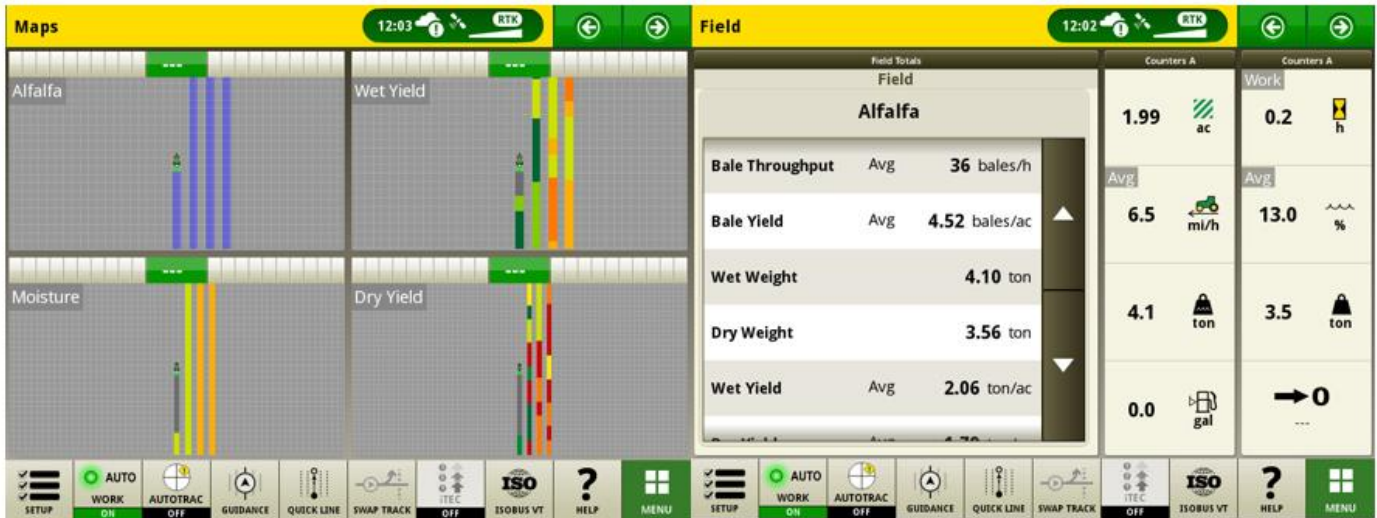 Maps
12:03
RTK
Alfalfa
Wet Yield
Moisture
Dry Yield
SETUP
AUTO
WORK
ON
AUTOTRAC
OFF
GUIDANCE
QUICK LINE
SWAP TRACK
iTEC
OFF
ISO
ISOBUS VT
?
HELP
MENU
Field
12:02
RTK
Field Totals
Field
Alfalfa
Bale Throughput Avg 36 bales/h
Bale Yield Avg 4.52 bales/ac
Wet Weight 4.10 ton
Dry Weight 3.56 ton
Wet Yield Avg 2.06 ton/ac
Counters A
1.99 ac
Avg
6.5 mi/h
4.1 ton
0.0 gal
Counters A
Work
0.2 h
Avg
13.0 %
3.5 ton
0
---
SETUP
AUTO
WORK
ON
AUTOTRAC
OFF
GUIDANCE
QUICK LINE
SWAP TRACK
iTEC
OFF
ISO
ISOBUS VT
?
HELP
MENU